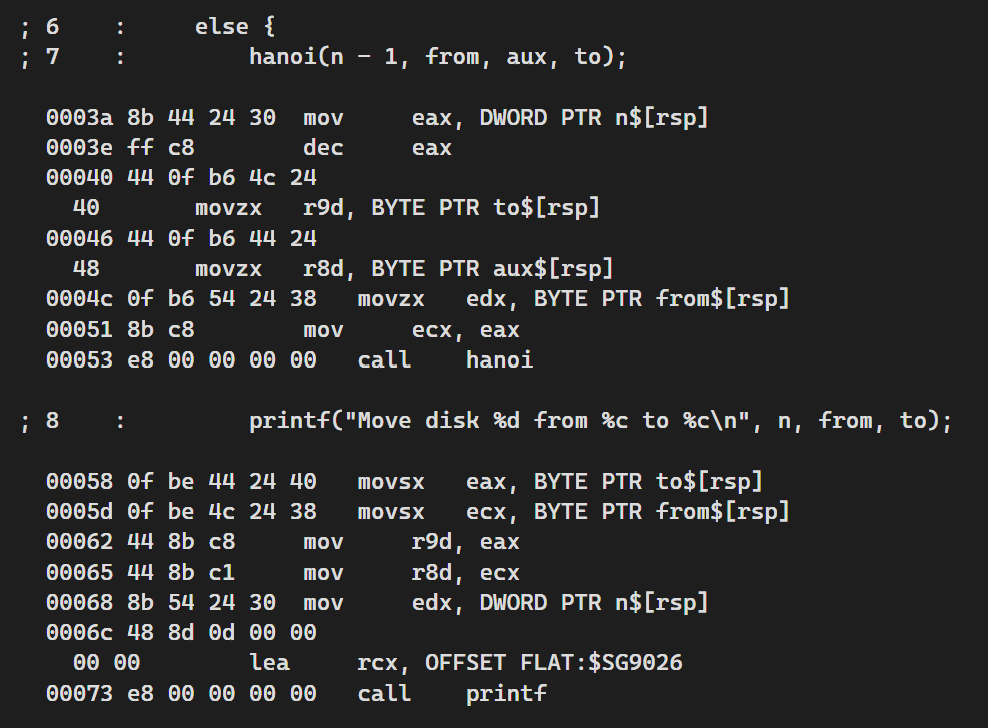 ; 6    :     else {
; 7    :         hanoi(n - 1, from, aux, to);
  0003a 8b 44 24 30  mov     eax, DWORD PTR n$[rsp]
  0003e ff c8        dec     eax
  00040 44 0f b6 4c 24
    40       movzx   r9d, BYTE PTR to$[rsp]
  00046 44 0f b6 44 24
    48       movzx   r8d, BYTE PTR aux$[rsp]
  0004c 0f b6 54 24 38   movzx   edx, BYTE PTR from$[rsp]
  00051 8b c8        mov     ecx, eax
  00053 e8 00 00 00 00   call    hanoi
; 8    :         printf("Move disk %d from %c to %c\n", n, from, to);
  00058 0f be 44 24 40   movsx   eax, BYTE PTR to$[rsp]
  0005d 0f be 4c 24 38   movsx   ecx, BYTE PTR from$[rsp]
  00062 44 8b c8     mov     r9d, eax
  00065 44 8b c1     mov     r8d, ecx
  00068 8b 54 24 30  mov     edx, DWORD PTR n$[rsp]
  0006c 48 8d 0d 00 00
    00 00        lea     rcx, OFFSET FLAT:$SG9026
  00073 e8 00 00 00 00   call    printf